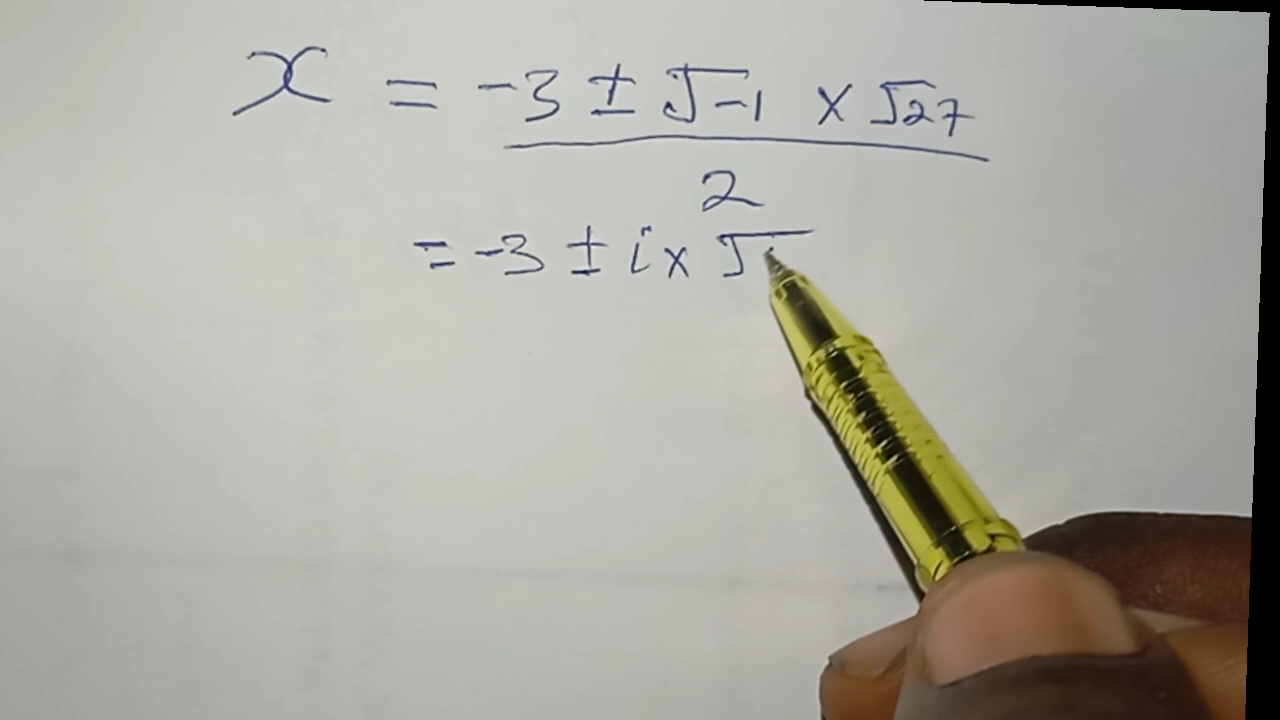 x = -3 ± √-1 × √27
2
= -3 ± i × √